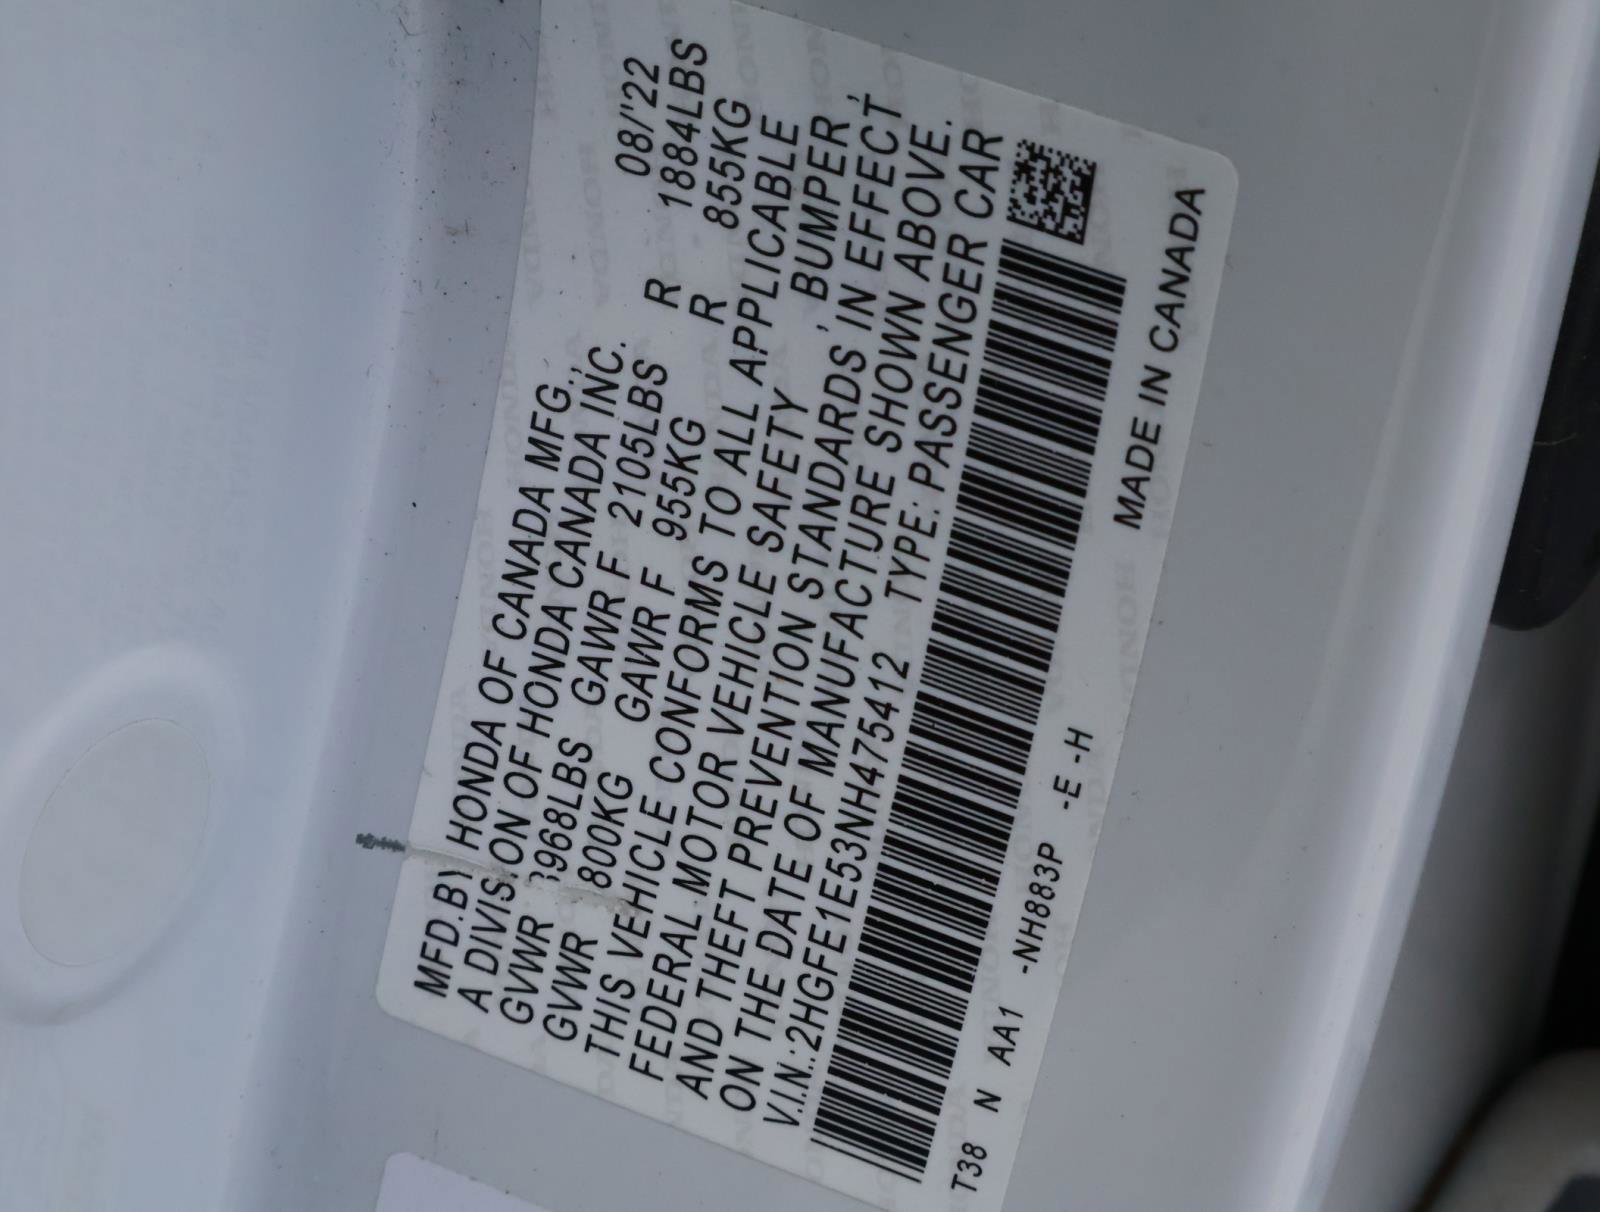 MFD.BY HONDA OF CANADA MFG., 08/'22
A DIVISION OF HONDA CANADA INC.
GVWR 3968LBS GAWR F 2105LBS R 1884LBS
GVWR 800KG GAWR F 955KG R 855KG
THIS VEHICLE CONFORMS TO ALL APPLICABLE
FEDERAL MOTOR VEHICLE SAFETY , BUMPER ,
AND THEFT PREVENTION STANDARDS IN EFFECT
ON THE DATE OF MANUFACTURE SHOWN ABOVE.
V.I.N.:2HGFE1E53NH475412 TYPE: PASSENGER CAR
T38 N AA1 -NH883P -E -H MADE IN CANADA